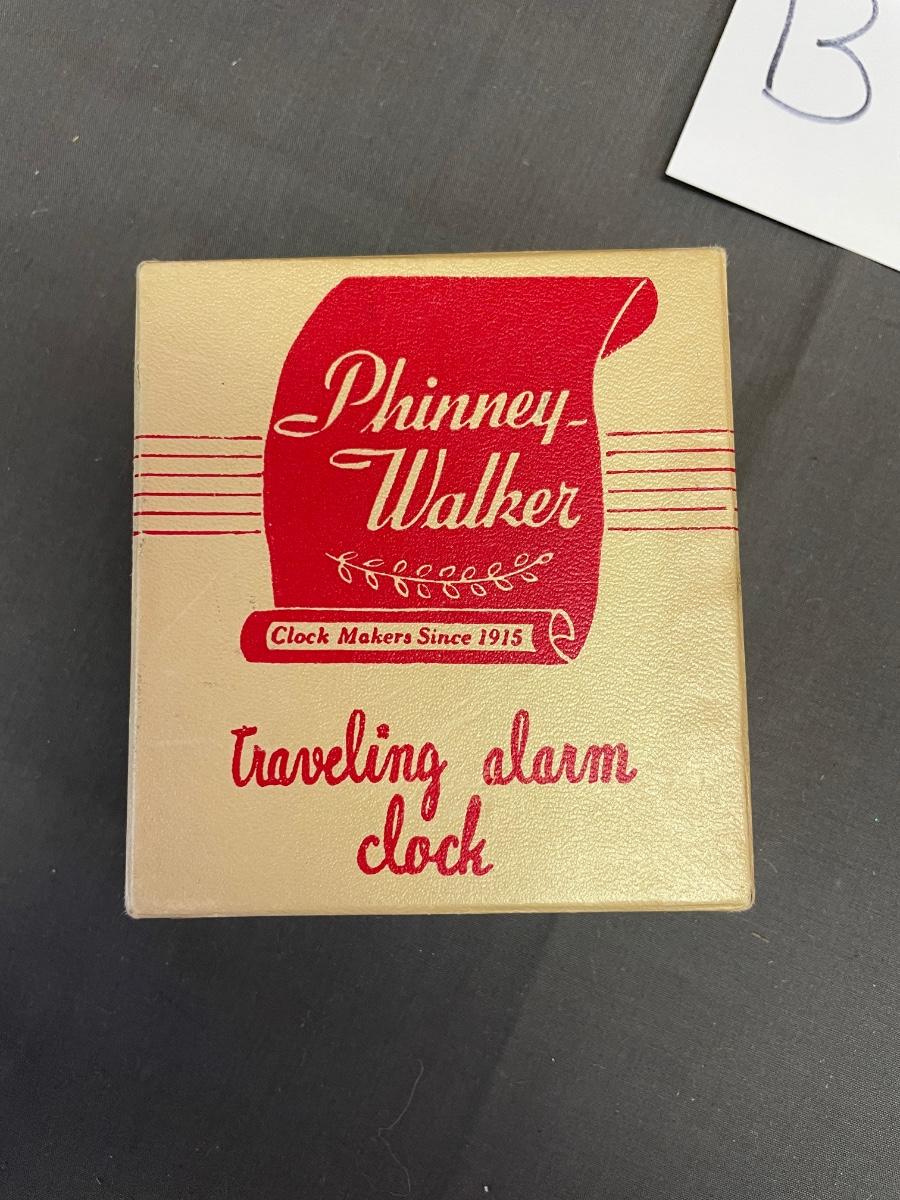 B
Phinney-
Walker
Clock Makers Since 1915
traveling alarm
clock